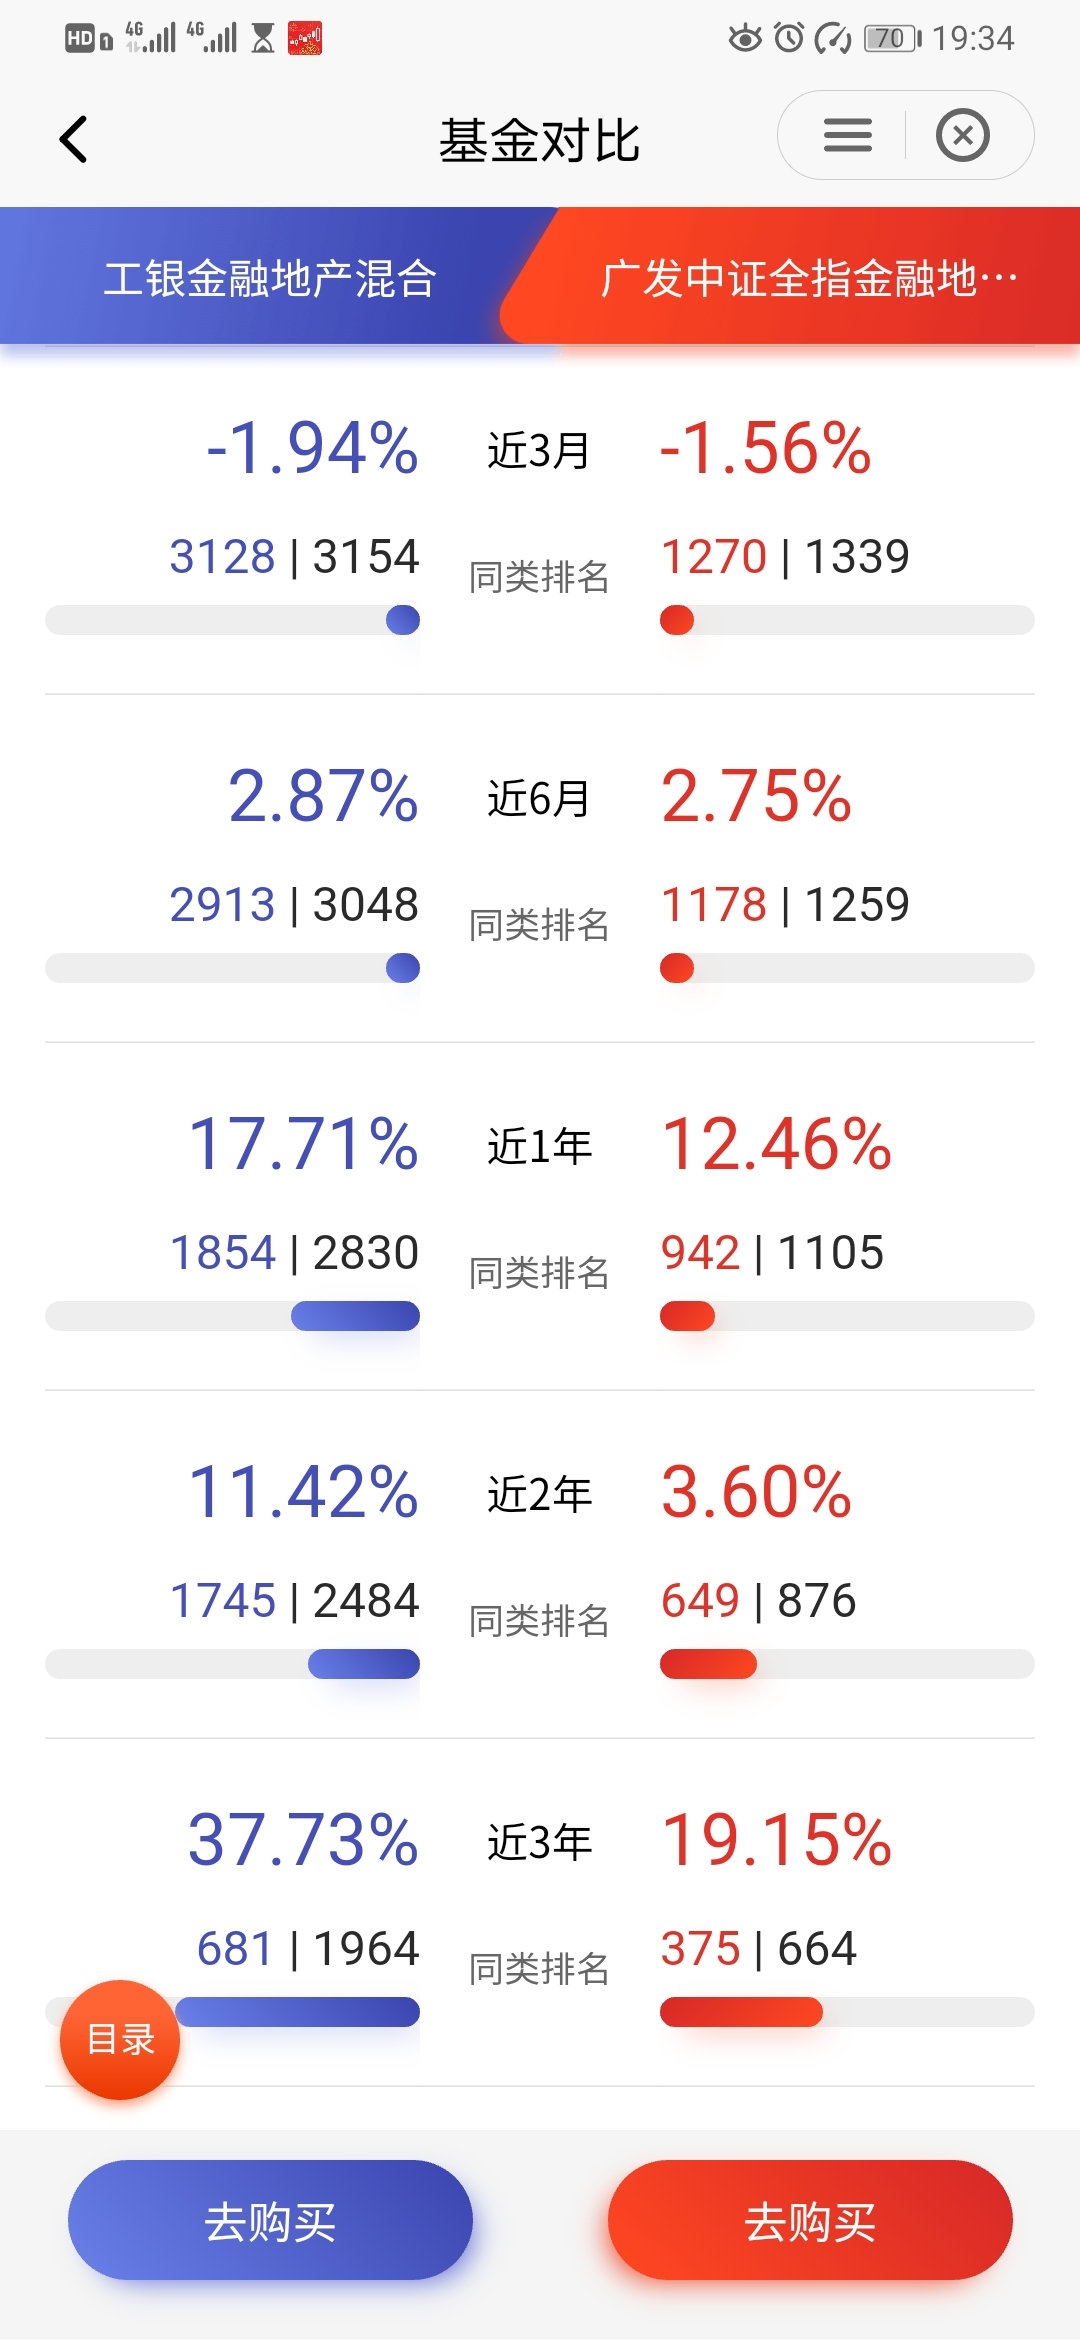 HD 1 4G 4G 70 19:34
基金对比
工银金融地产混合 广发中证全指金融地…
-1.94% 近3月 -1.56%
3128 | 3154 同类排名 1270 | 1339
2.87% 近6月 2.75%
2913 | 3048 同类排名 1178 | 1259
17.71% 近1年 12.46%
1854 | 2830 同类排名 942 | 1105
11.42% 近2年 3.60%
1745 | 2484 同类排名 649 | 876
37.73% 近3年 19.15%
681 | 1964 同类排名 375 | 664
目录
去购买 去购买